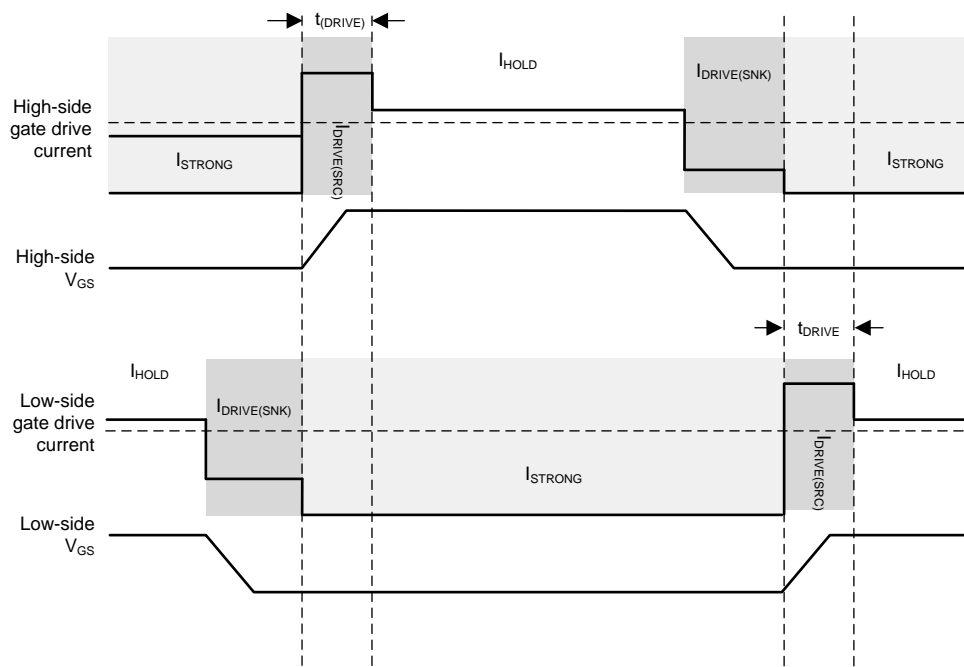 t(DRIVE)
IHOLD
IDRIVE(SNK)
High-side
gate drive
current
IDRIVE(SRC)
ISTRONG
ISTRONG
High-side
VGS
tDRIVE
IHOLD
IHOLD
Low-side
gate drive
current
IDRIVE(SNK)
IDRIVE(SRC)
ISTRONG
Low-side
VGS